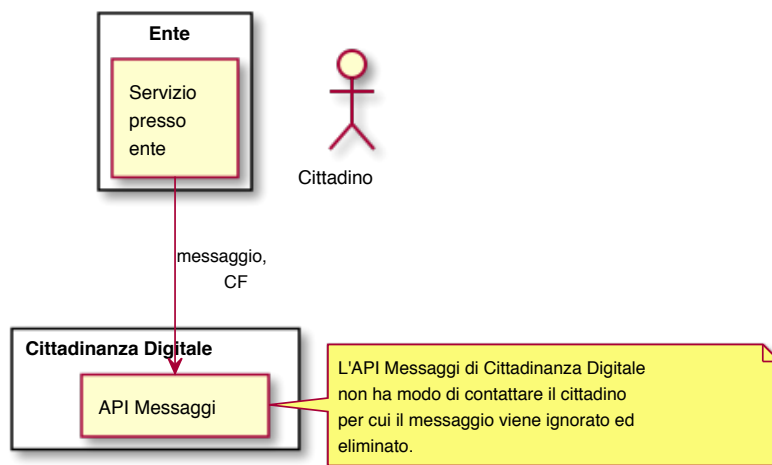 Ente
Servizio
presso
ente
Cittadino
messaggio,
CF
Cittadinanza Digitale
API Messaggi
L'API Messaggi di Cittadinanza Digitale
non ha modo di contattare il cittadino
per cui il messaggio viene ignorato ed
eliminato.